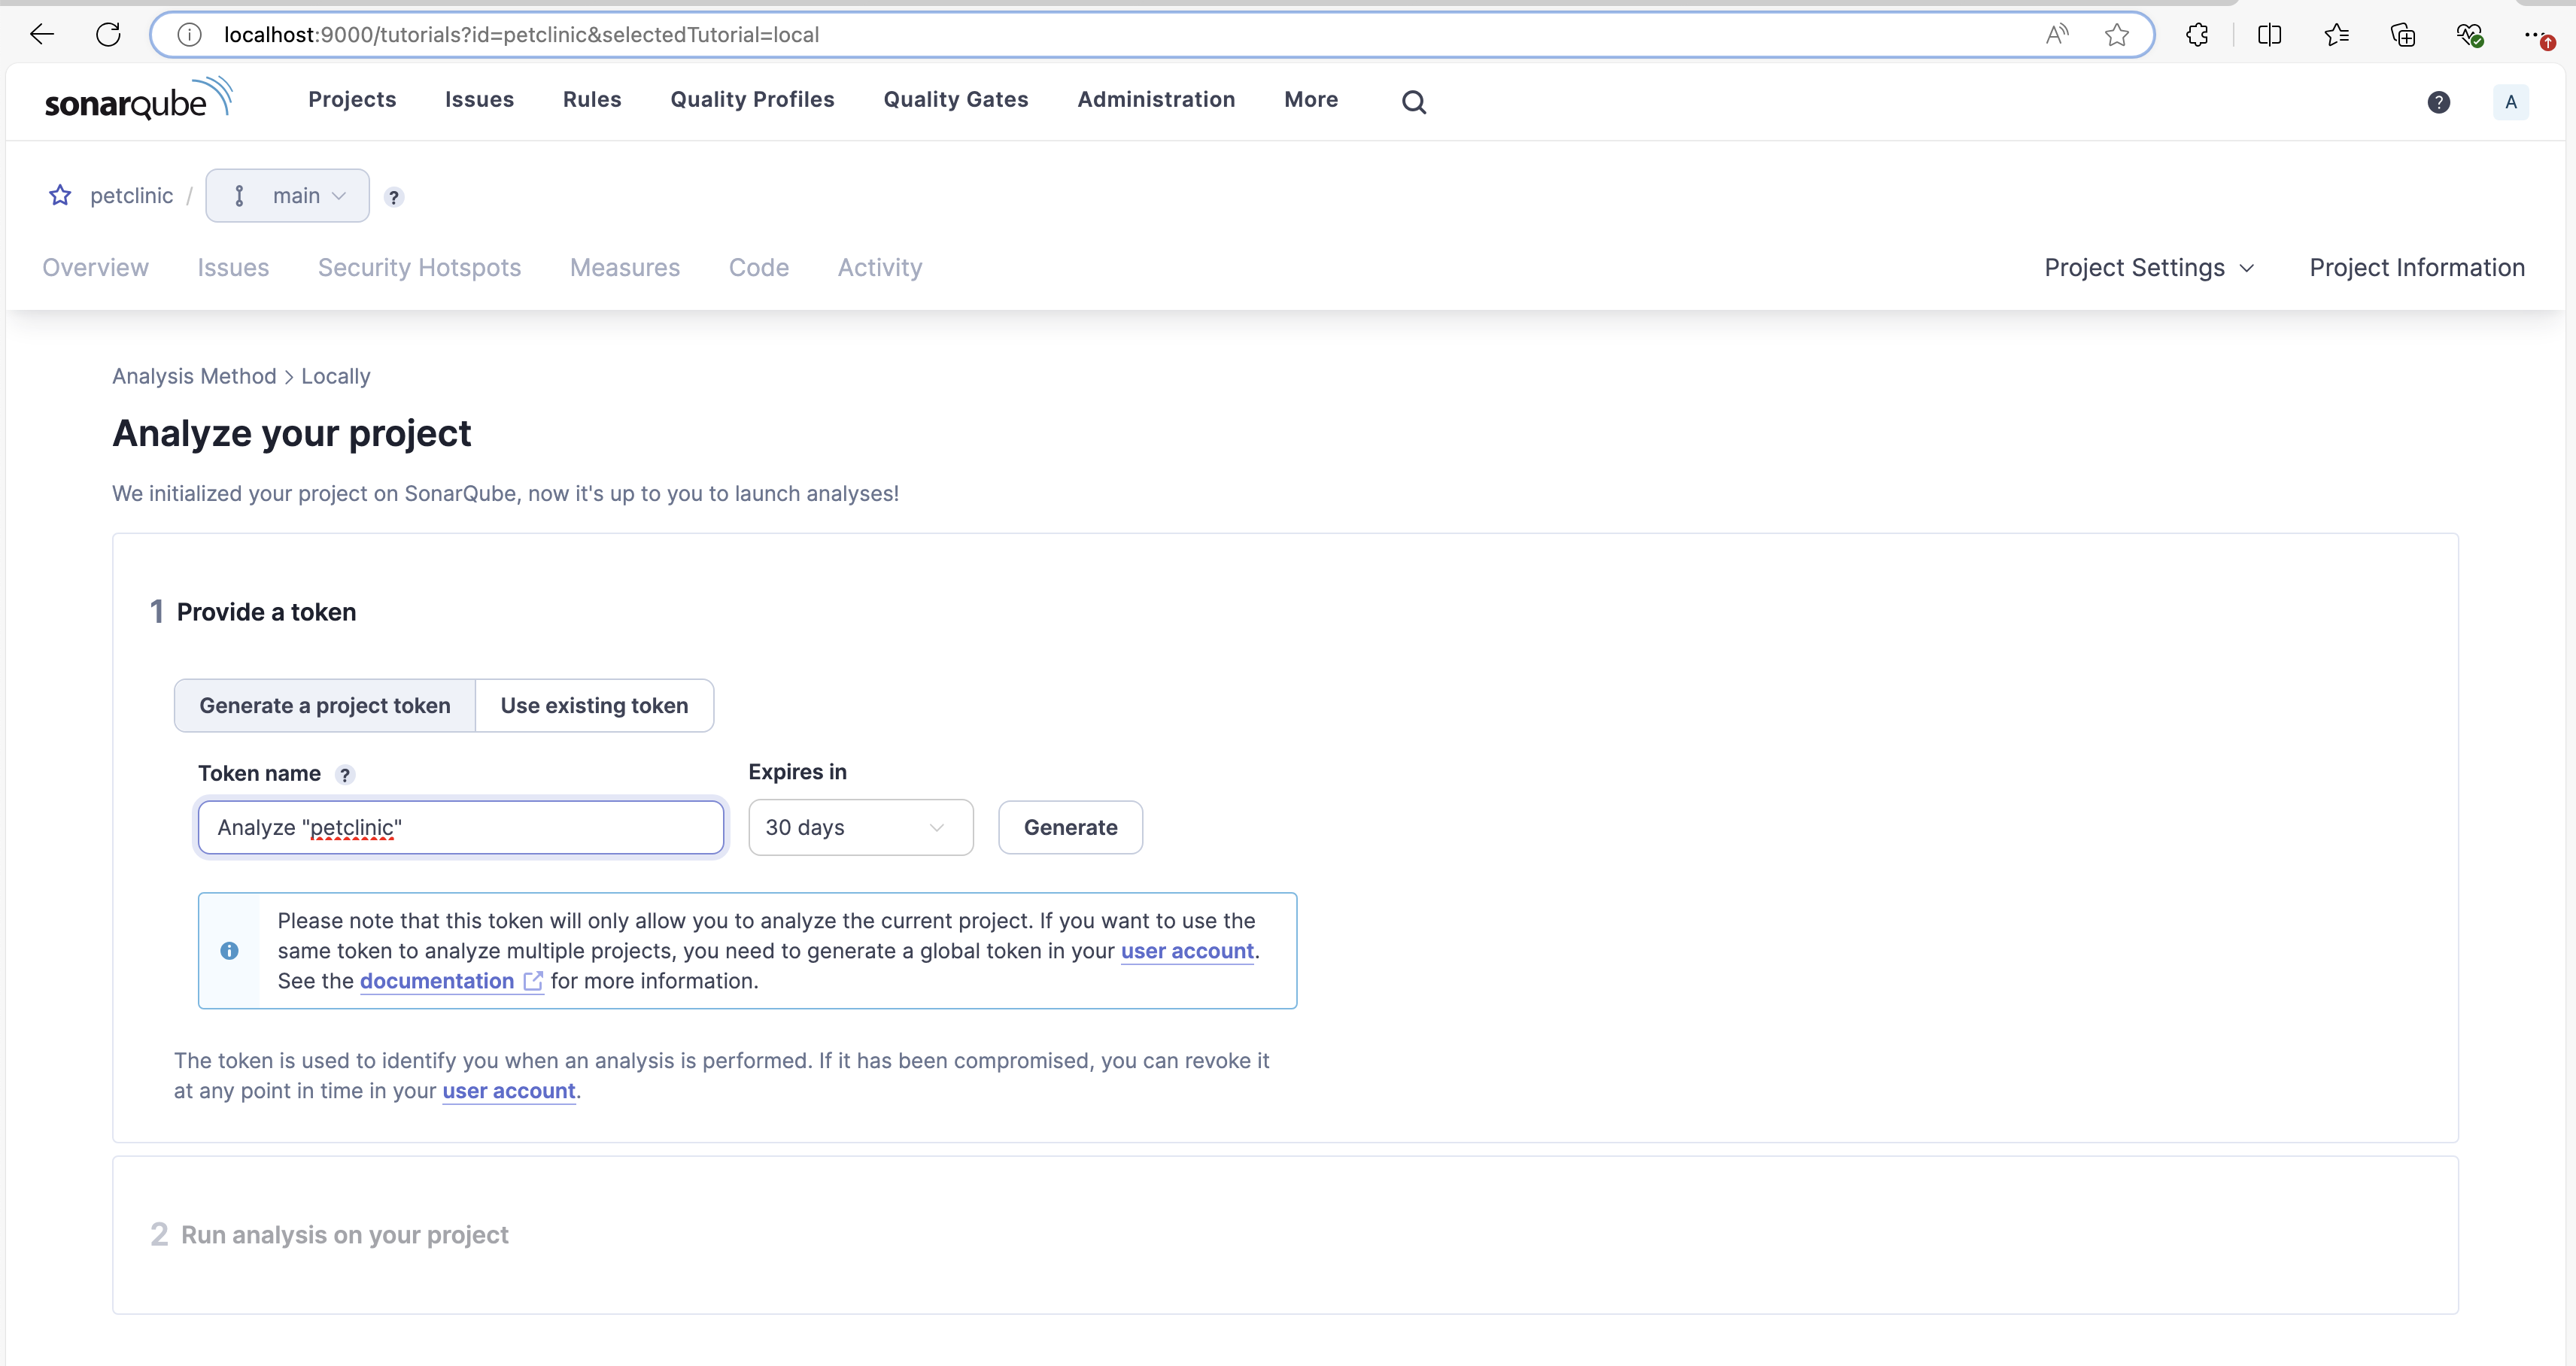 localhost:9000/tutorials?id=petclinic&selectedTutorial=local
sonarqube Projects Issues Rules Quality Profiles Quality Gates Administration More ? A
petclinic / main ?
Overview Issues Security Hotspots Measures Code Activity Project Settings Project Information
Analysis Method > Locally
Analyze your project
We initialized your project on SonarQube, now it's up to you to launch analyses!
1 Provide a token
Generate a project token Use existing token
Token name ? Expires in
Analyze "petclinic" 30 days Generate
Please note that this token will only allow you to analyze the current project. If you want to use the
same token to analyze multiple projects, you need to generate a global token in your user account.
See the documentation for more information.
The token is used to identify you when an analysis is performed. If it has been compromised, you can revoke it
at any point in time in your user account.
2 Run analysis on your project